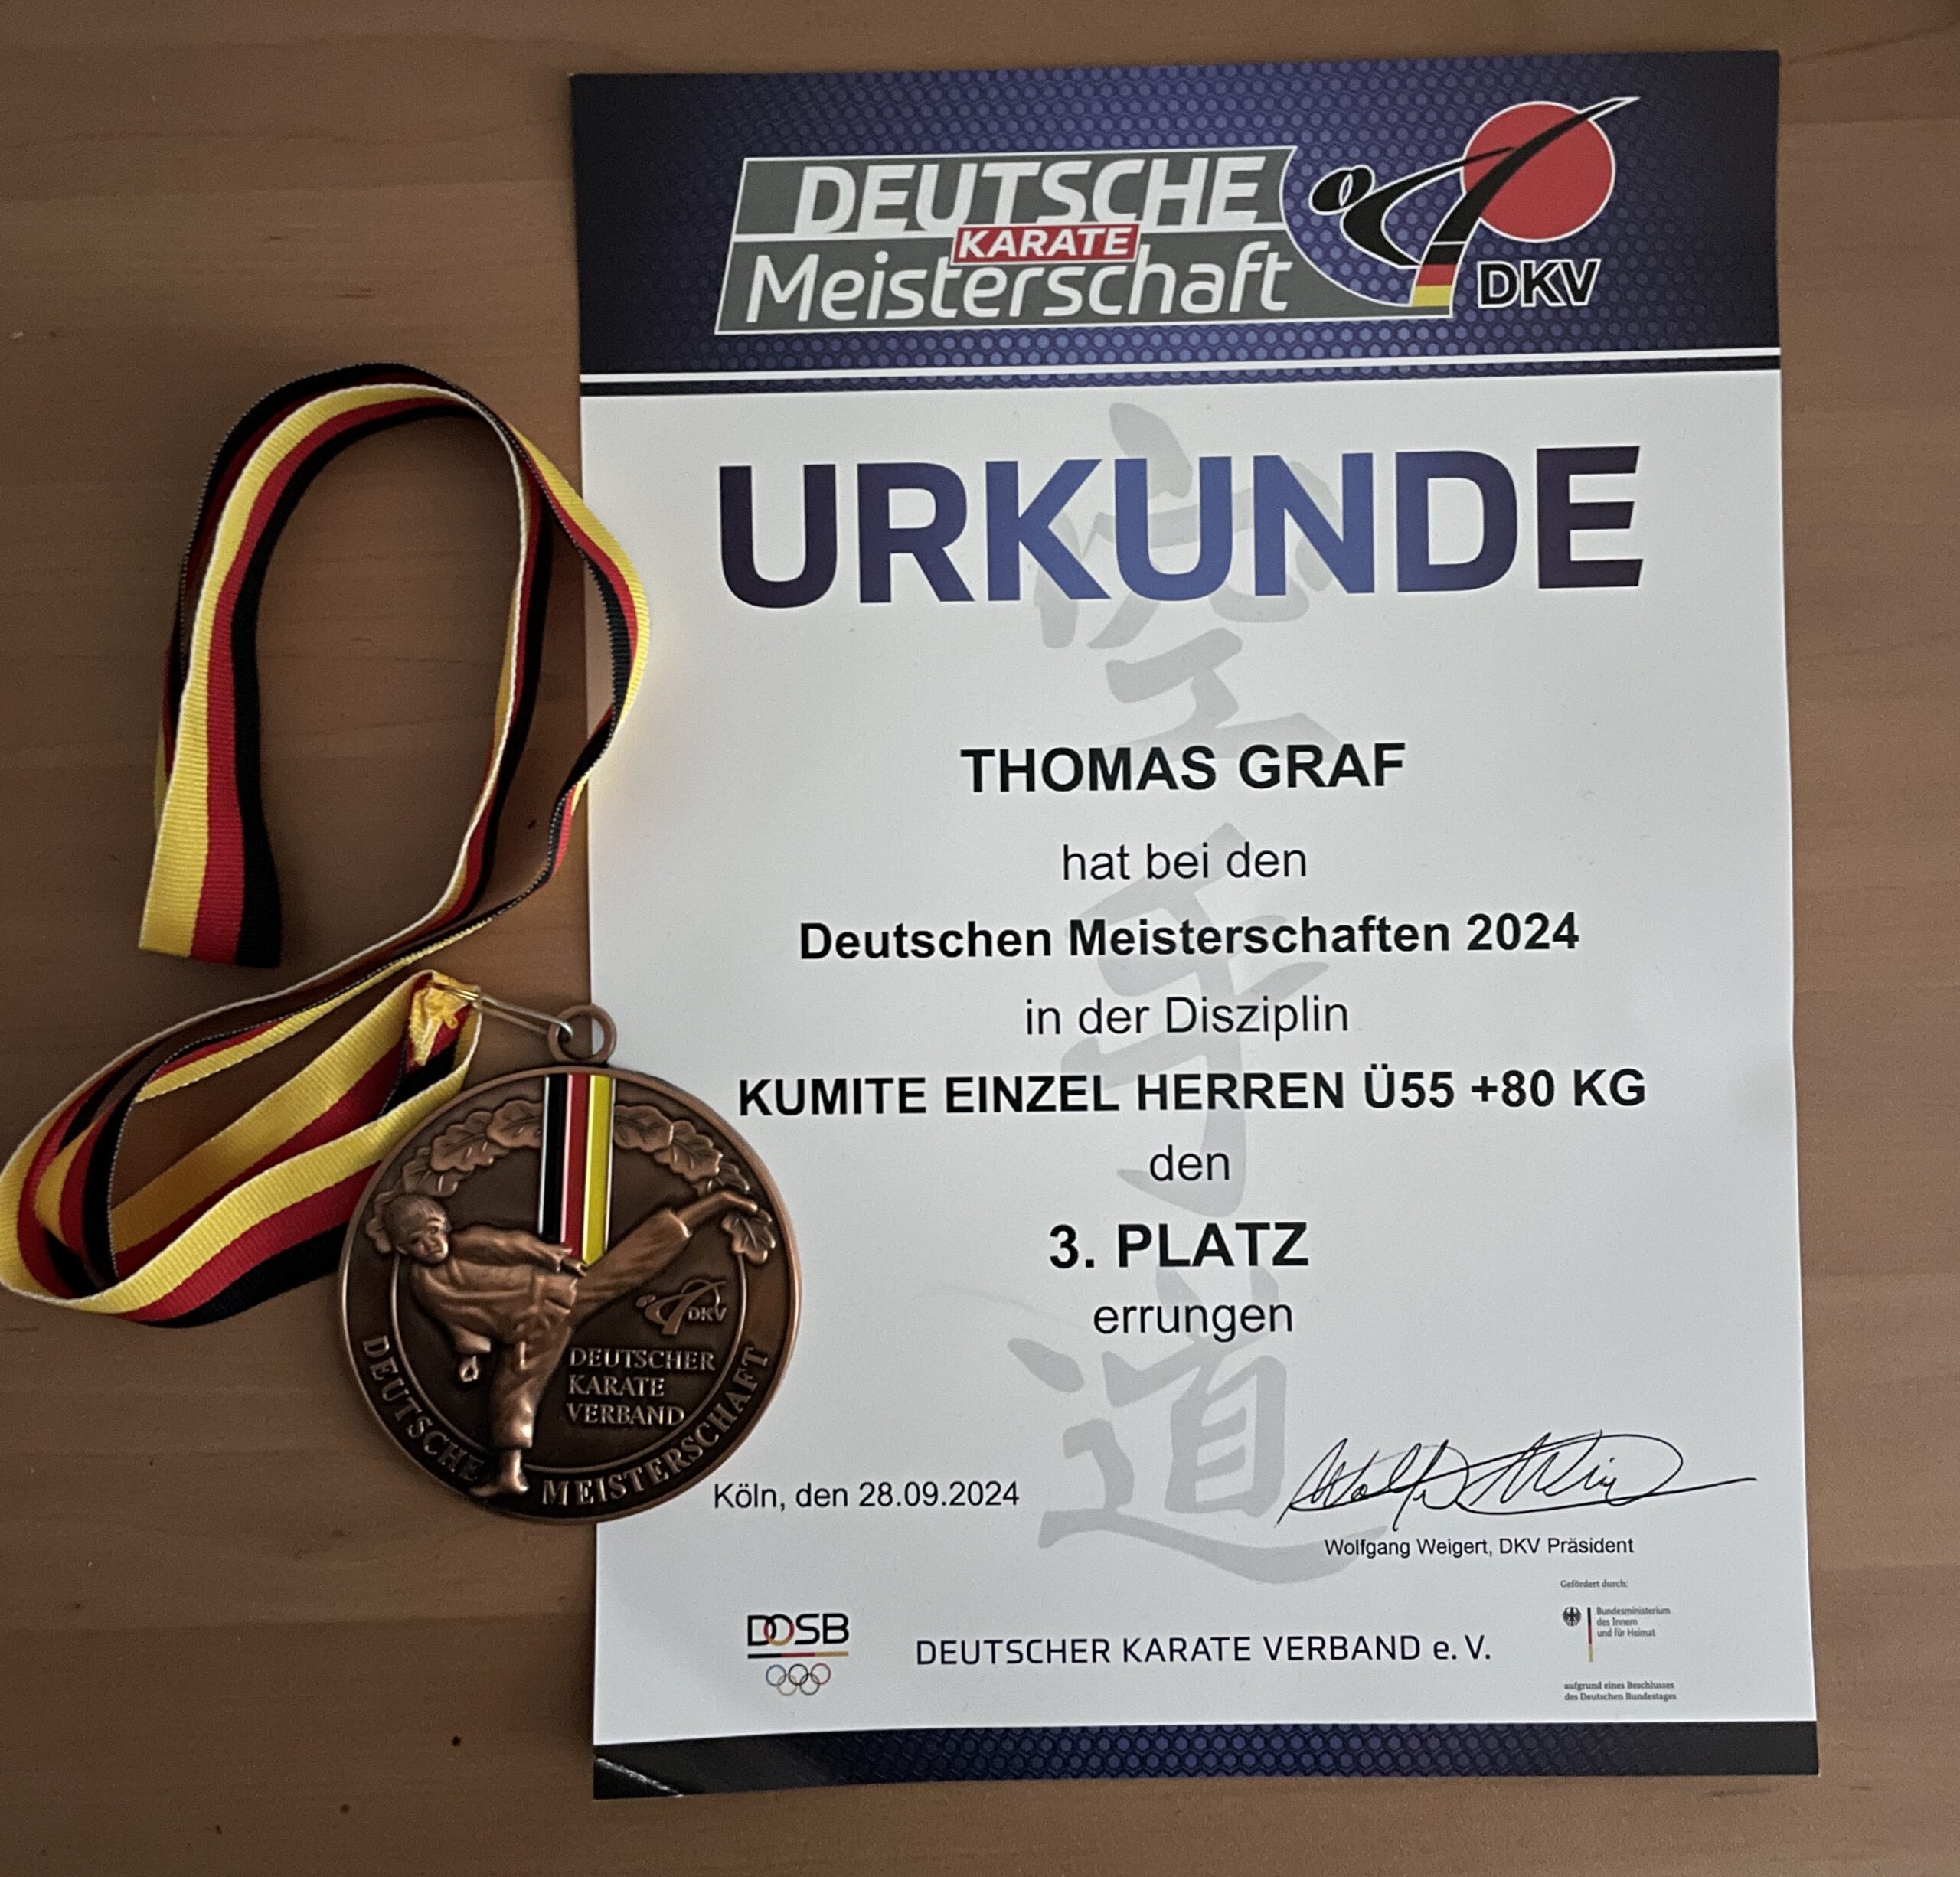 DEUTSCHE
KARATE
Meisterschaft
DKV
URKUNDE
空手道
THOMAS GRAF
hat bei den
Deutschen Meisterschaften 2024
in der Disziplin
KUMITE EINZEL HERREN Ü55 +80 KG
den
3. PLATZ
errungen
Köln, den 28.09.2024
Wolfgang Weigert, DKV Präsident
Gefördert durch:
Bundesministerium
des Innern
und für Heimat
aufgrund eines Beschlusses
des Deutschen Bundestages
DOSB
DEUTSCHER KARATE VERBAND e. V.
DKV
DEUTSCHER
KARATE
VERBAND
DEUTSCHE MEISTERSCHAFT